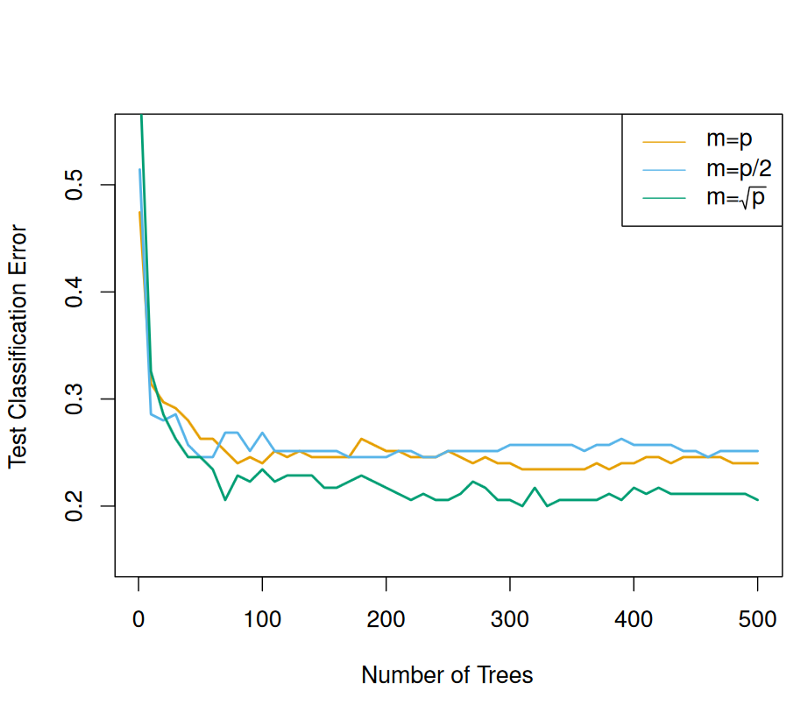 m=p
m=p/2
m=√p
0.5
0.4
0.3
0.2
Test Classification Error
0 100 200 300 400 500
Number of Trees